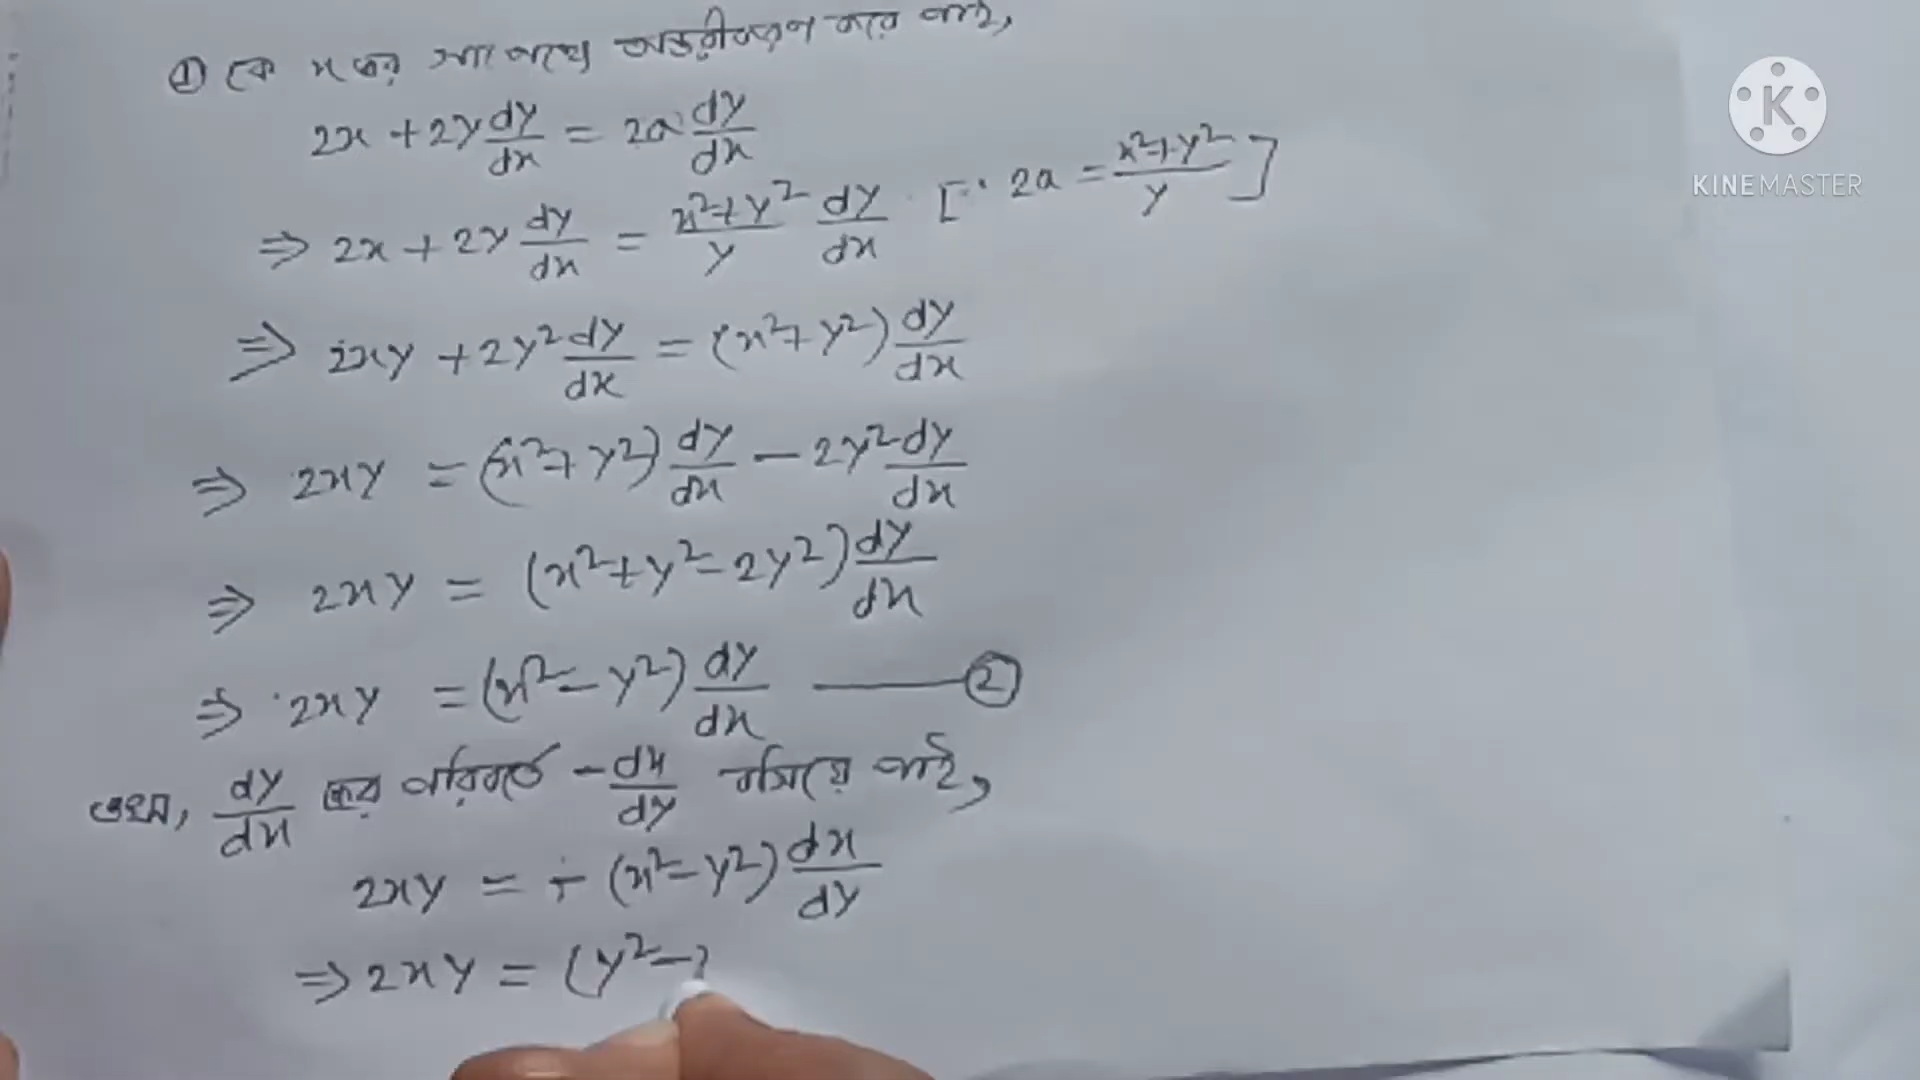 ① কে x এর সাপেক্ষে অন্তরীকরণ করে পাই,
2x + 2y dy/dx = 2a dy/dx
⇒ 2x + 2y dy/dx = (x²+y²)/y dy/dx [∵ 2a = (x²+y²)/y]
⇒ 2xy + 2y² dy/dx = (x²+y²) dy/dx
⇒ 2xy = (x²+y²) dy/dx − 2y² dy/dx
⇒ 2xy = (x²+y²−2y²) dy/dx
⇒ 2xy = (x²−y²) dy/dx —— ②
এখন, dy/dx এর পরিবর্তে −dx/dy বসিয়ে পাই,
2xy = −(x²−y²) dx/dy
⇒ 2xy = (y²−
K
KINEMASTER